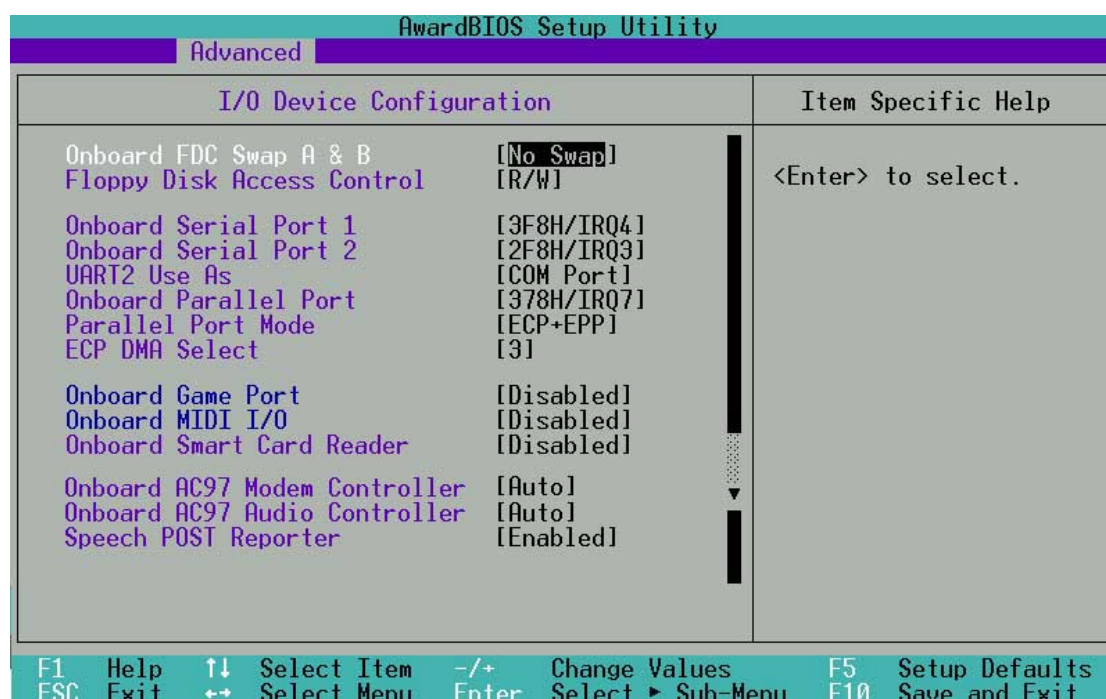 AwardBIOS Setup Utility
Advanced
I/O Device Configuration
Item Specific Help
Onboard FDC Swap A & B [No Swap]
Floppy Disk Access Control [R/W]
<Enter> to select.
Onboard Serial Port 1 [3F8H/IRQ4]
Onboard Serial Port 2 [2F8H/IRQ3]
UART2 Use As [COM Port]
Onboard Parallel Port [378H/IRQ7]
Parallel Port Mode [ECP+EPP]
ECP DMA Select [3]
Onboard Game Port [Disabled]
Onboard MIDI I/O [Disabled]
Onboard Smart Card Reader [Disabled]
Onboard AC97 Modem Controller [Auto]
Onboard AC97 Audio Controller [Auto]
Speech POST Reporter [Enabled]
F1 Help ↑↓ Select Item -/+ Change Values F5 Setup Defaults
ESC Exit ←→ Select Menu Enter Select ► Sub-Menu F10 Save and Exit